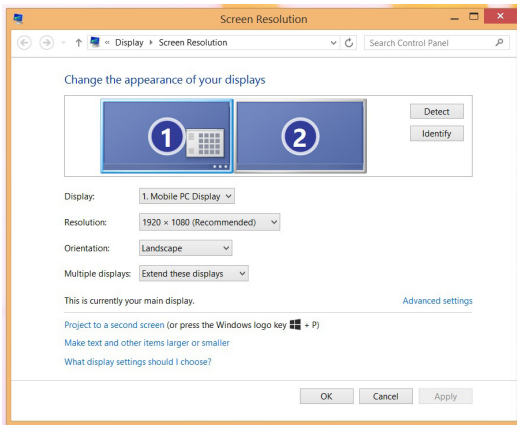 Screen Resolution
« Display Screen Resolution
Search Control Panel
Change the appearance of your displays
1
2
Detect
Identify
Display:
1. Mobile PC Display
Resolution:
1920 × 1080 (Recommended)
Orientation:
Landscape
Multiple displays:
Extend these displays
This is currently your main display.
Advanced settings
Project to a second screen (or press the Windows logo key + P)
Make text and other items larger or smaller
What display settings should I choose?
OK
Cancel
Apply